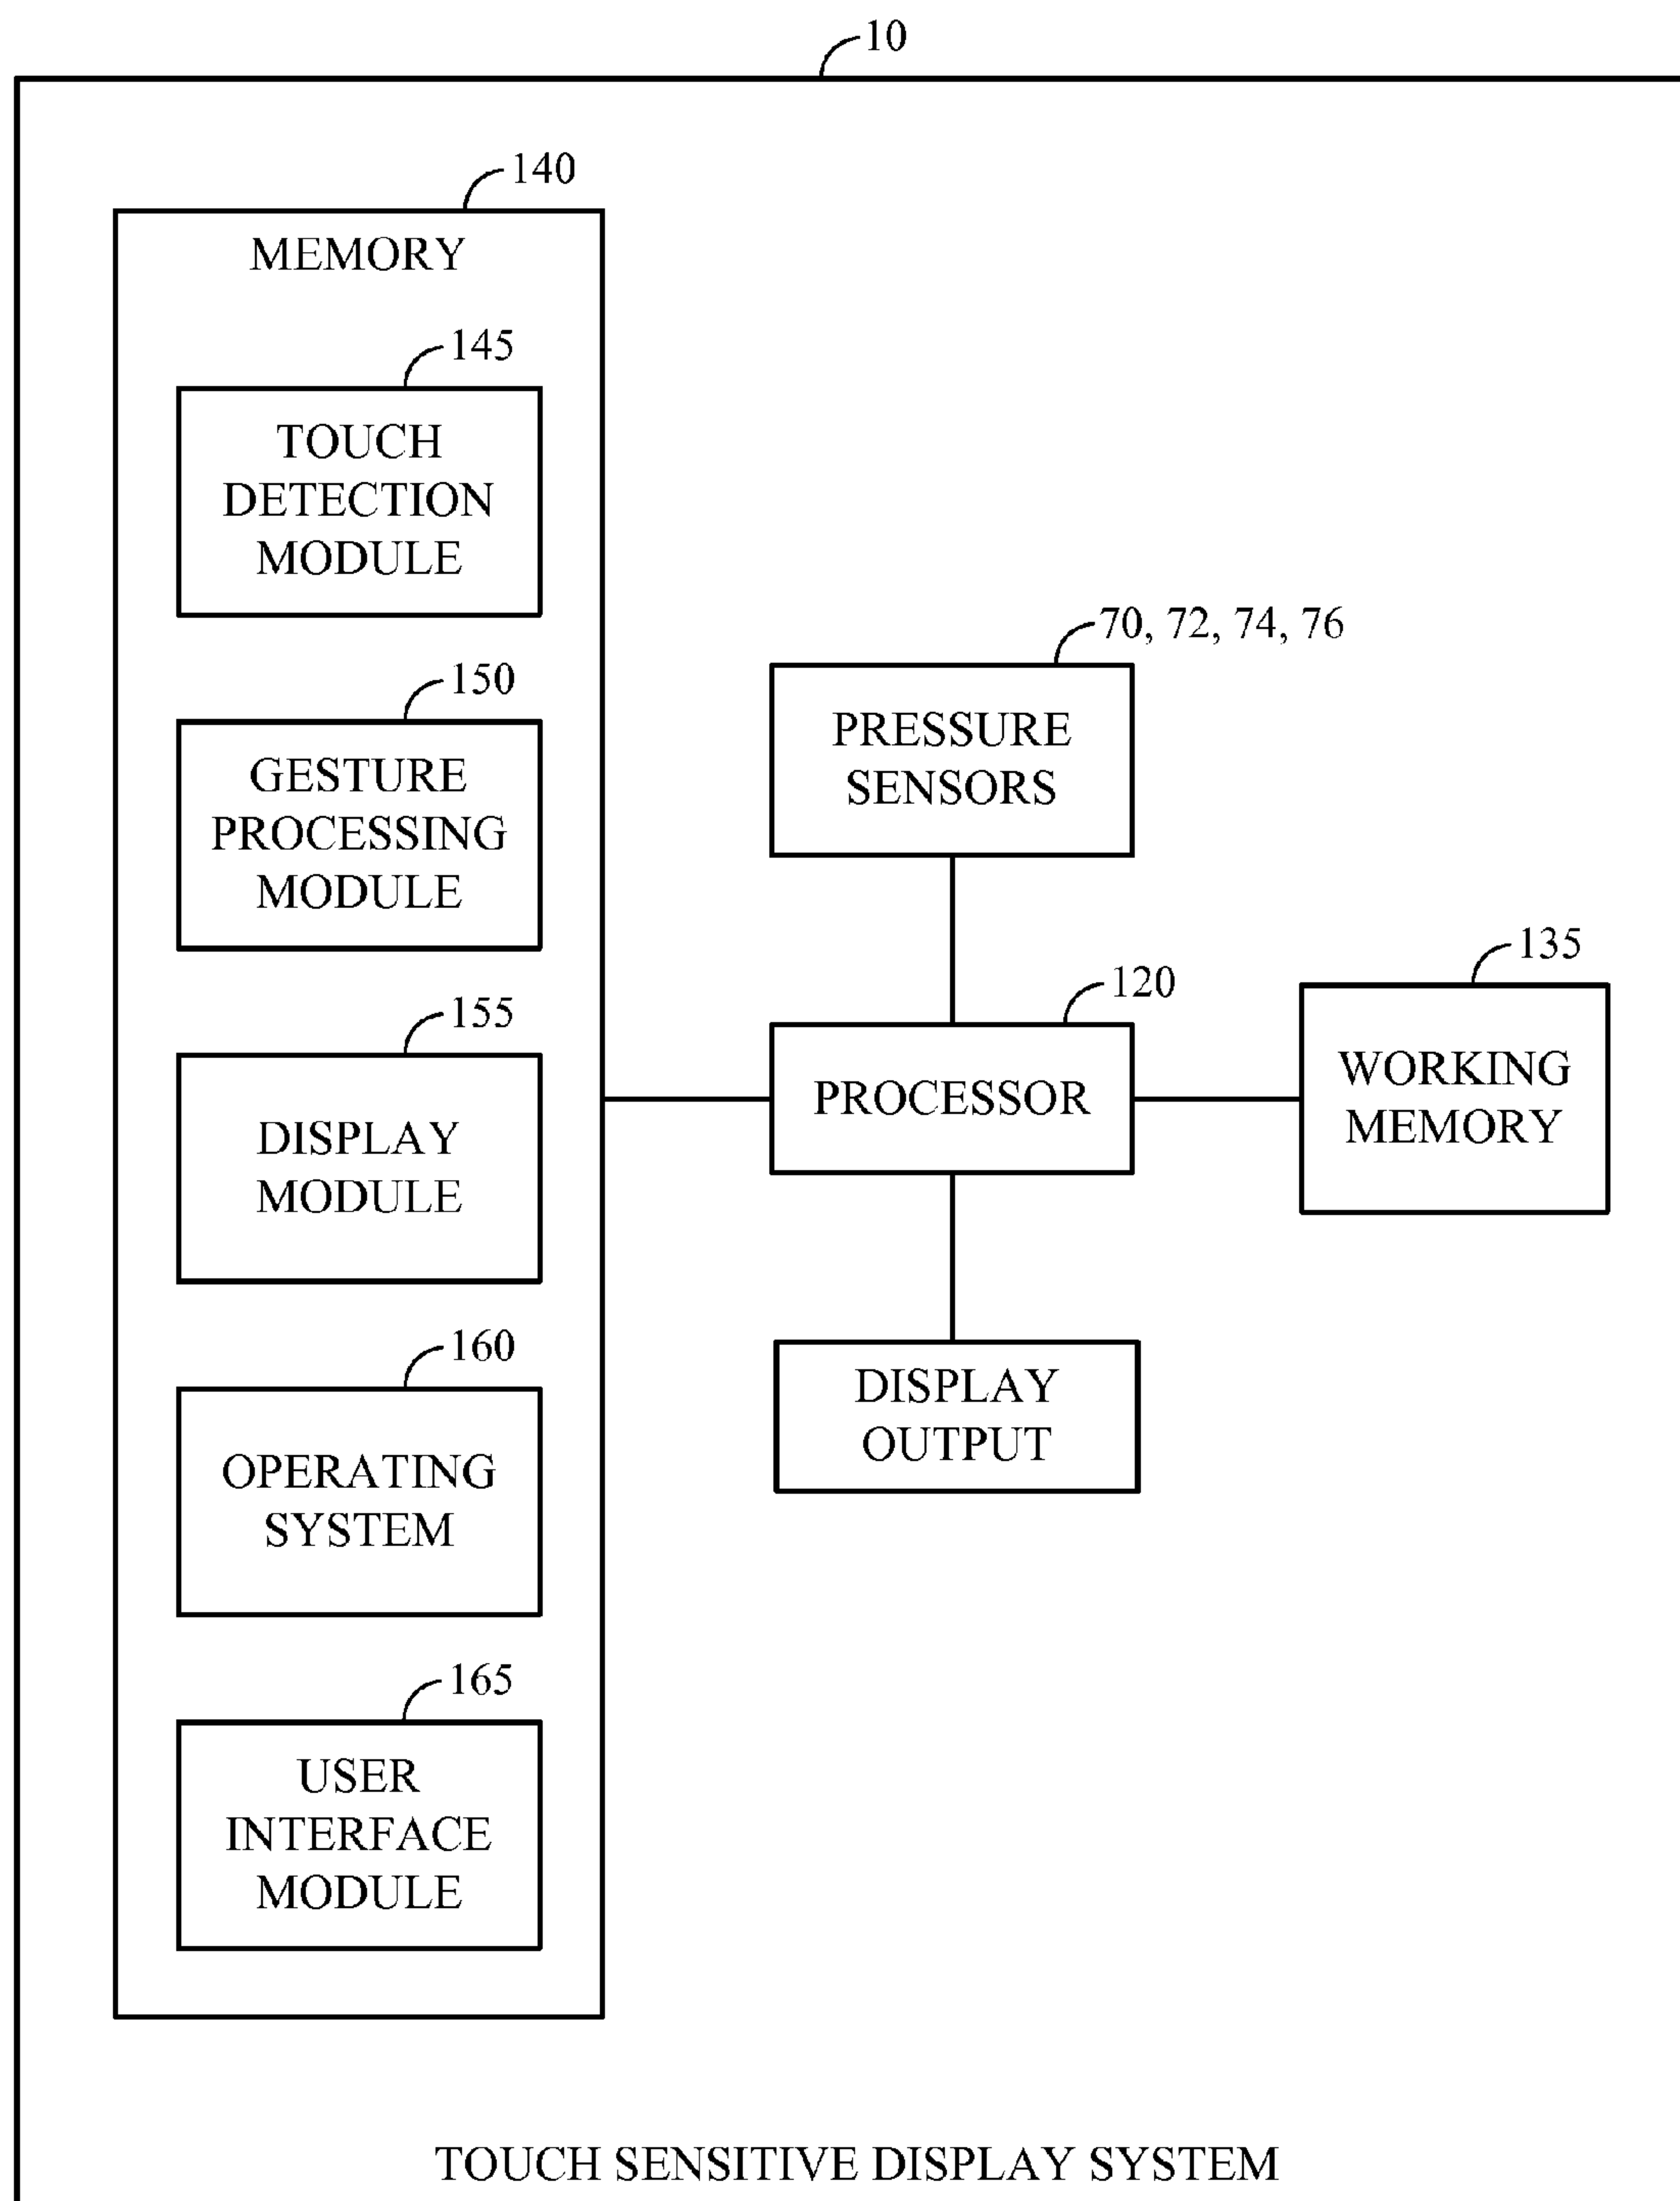 10
140
MEMORY
145
TOUCH
DETECTION
MODULE
150
GESTURE
PROCESSING
MODULE
155
DISPLAY
MODULE
160
OPERATING
SYSTEM
165
USER
INTERFACE
MODULE
70, 72, 74, 76
PRESSURE
SENSORS
120
PROCESSOR
135
WORKING
MEMORY
DISPLAY
OUTPUT
TOUCH SENSITIVE DISPLAY SYSTEM